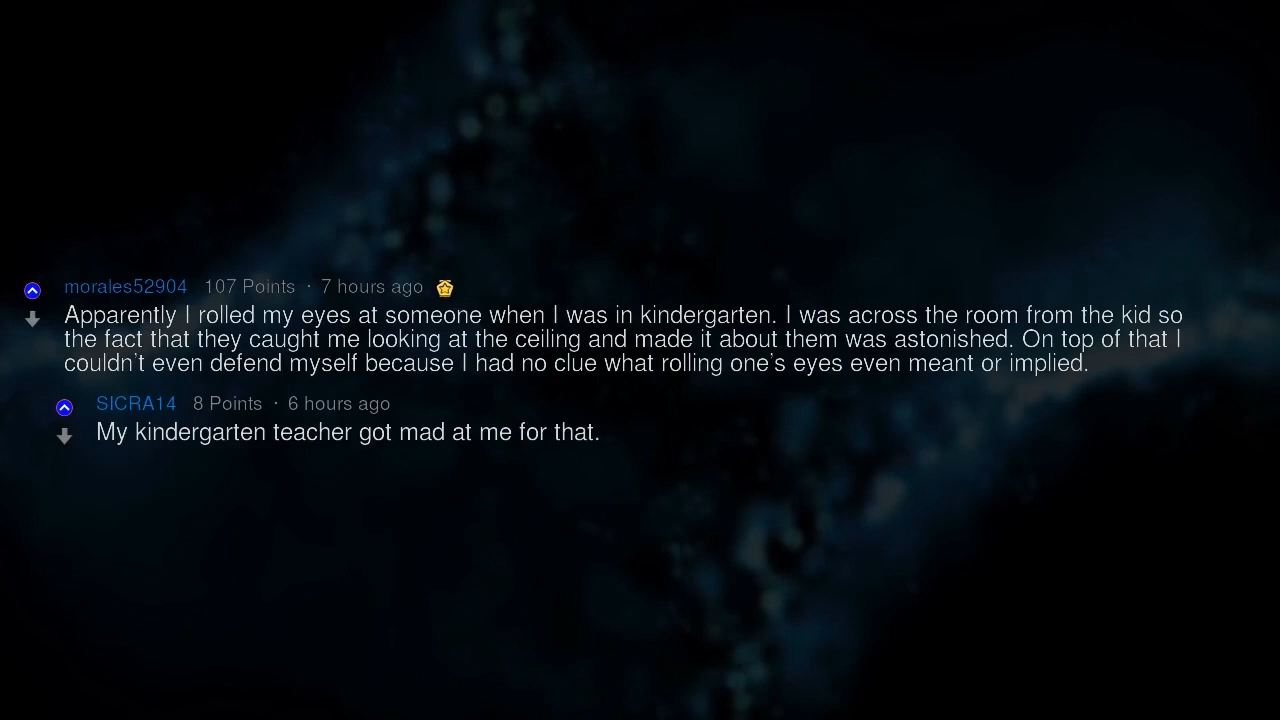 morales52904 107 Points · 7 hours ago
Apparently I rolled my eyes at someone when I was in kindergarten. I was across the room from the kid so
the fact that they caught me looking at the ceiling and made it about them was astonished. On top of that I
couldn't even defend myself because I had no clue what rolling one's eyes even meant or implied.
SICRA14 8 Points · 6 hours ago
My kindergarten teacher got mad at me for that.